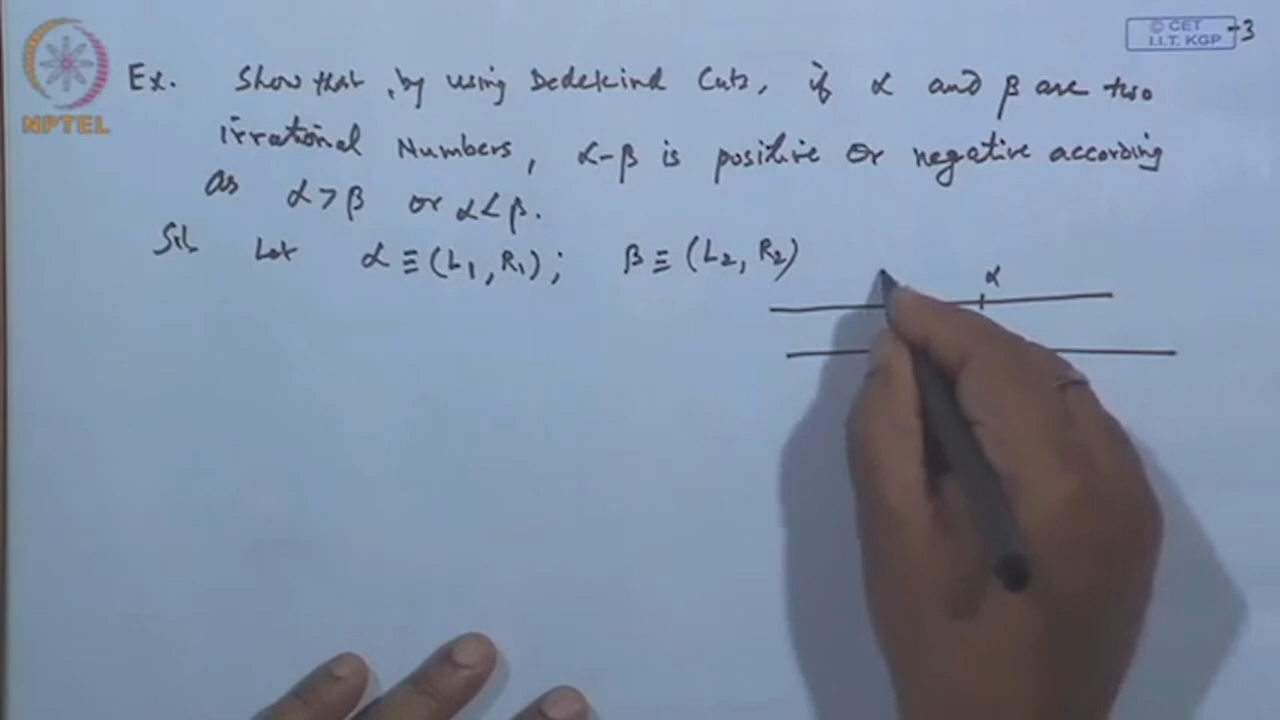 © CET
I.I.T. KGP
-3
NPTEL
Ex. Show that, by using Dedekind Cuts, if α and β are two
irrational Numbers, α-β is positive or negative according
as α > β or α < β.
Sol. Let α ≡ (L₁, R₁); β ≡ (L₂, R₂)
α